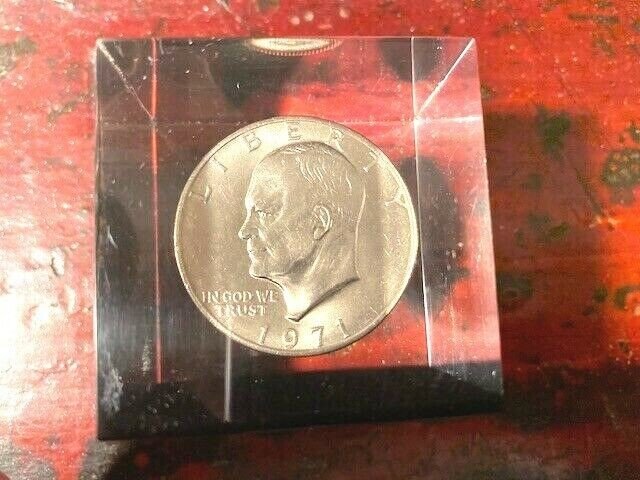 LIBERTY
IN GOD WE
TRUST
1971